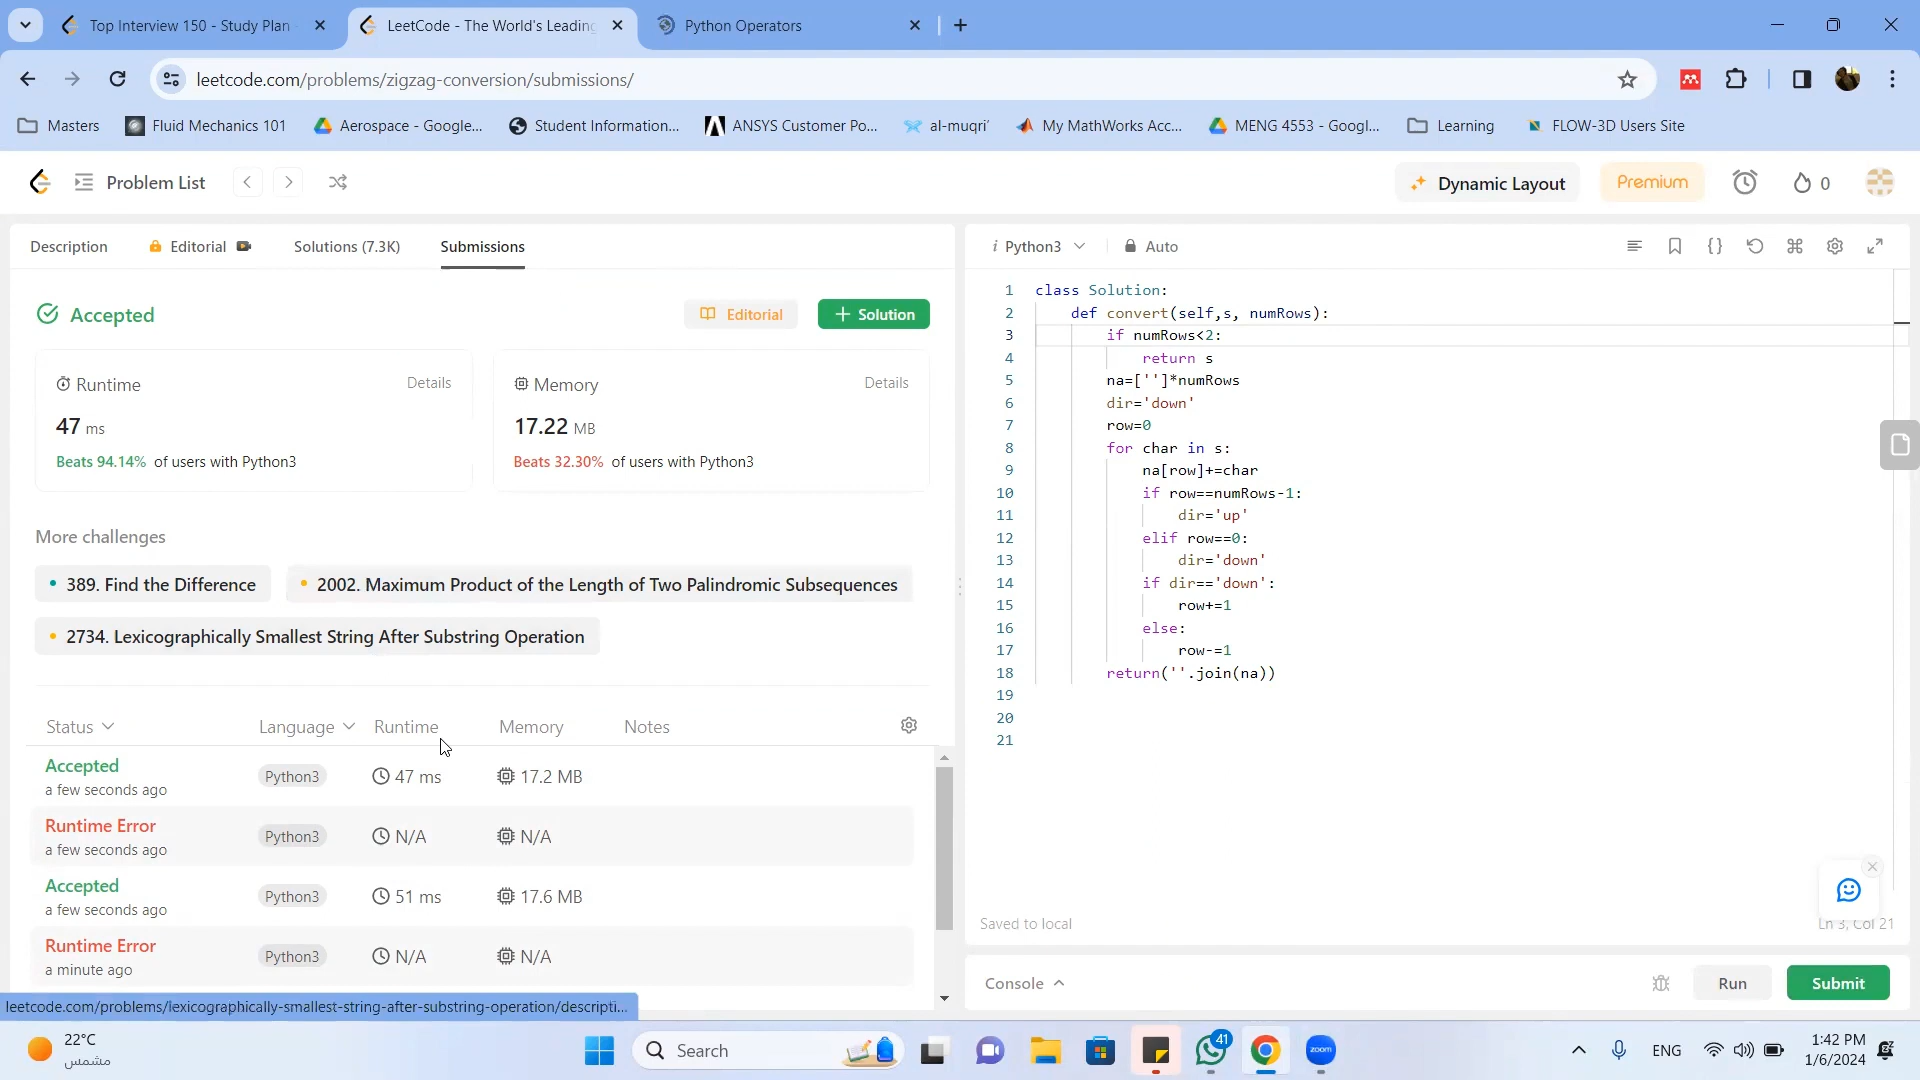 Top Interview 150 - Study Plan
LeetCode - The World's Leading
Python Operators
leetcode.com/problems/zigzag-conversion/submissions/
Masters
Fluid Mechanics 101
Aerospace - Google...
Student Information...
ANSYS Customer Po...
al-muqri'
My MathWorks Acc...
MENG 4553 - Googl...
Learning
FLOW-3D Users Site
Problem List
Dynamic Layout
Premium
0
Description
Editorial
Solutions (7.3K)
Submissions
Accepted
Editorial
+ Solution
Runtime
Details
47 ms
Beats 94.14% of users with Python3
Memory
Details
17.22 MB
Beats 32.30% of users with Python3
More challenges
389. Find the Difference
2002. Maximum Product of the Length of Two Palindromic Subsequences
2734. Lexicographically Smallest String After Substring Operation
Status Language Runtime Memory Notes
Accepted
a few seconds ago
Python3 47 ms 17.2 MB
Runtime Error
a few seconds ago
Python3 N/A N/A
Accepted
a few seconds ago
Python3 51 ms 17.6 MB
Runtime Error
a minute ago
Python3 N/A N/A
leetcode.com/problems/lexicographically-smallest-string-after-substring-operation/descripti...
i Python3
Auto
1 class Solution:
2 def convert(self,s, numRows):
3 if numRows<2:
4 return s
5 na=['']*numRows
6 dir='down'
7 row=0
8 for char in s:
9 na[row]+=char
10 if row==numRows-1:
11 dir='up'
12 elif row==0:
13 dir='down'
14 if dir=='down':
15 row+=1
16 else:
17 row-=1
18 return(''.join(na))
19
20
21
Saved to local
Ln 3, Col 21
Console
Run
Submit
22°C
مشمس
Search
41
zoom
ENG
1:42 PM
1/6/2024